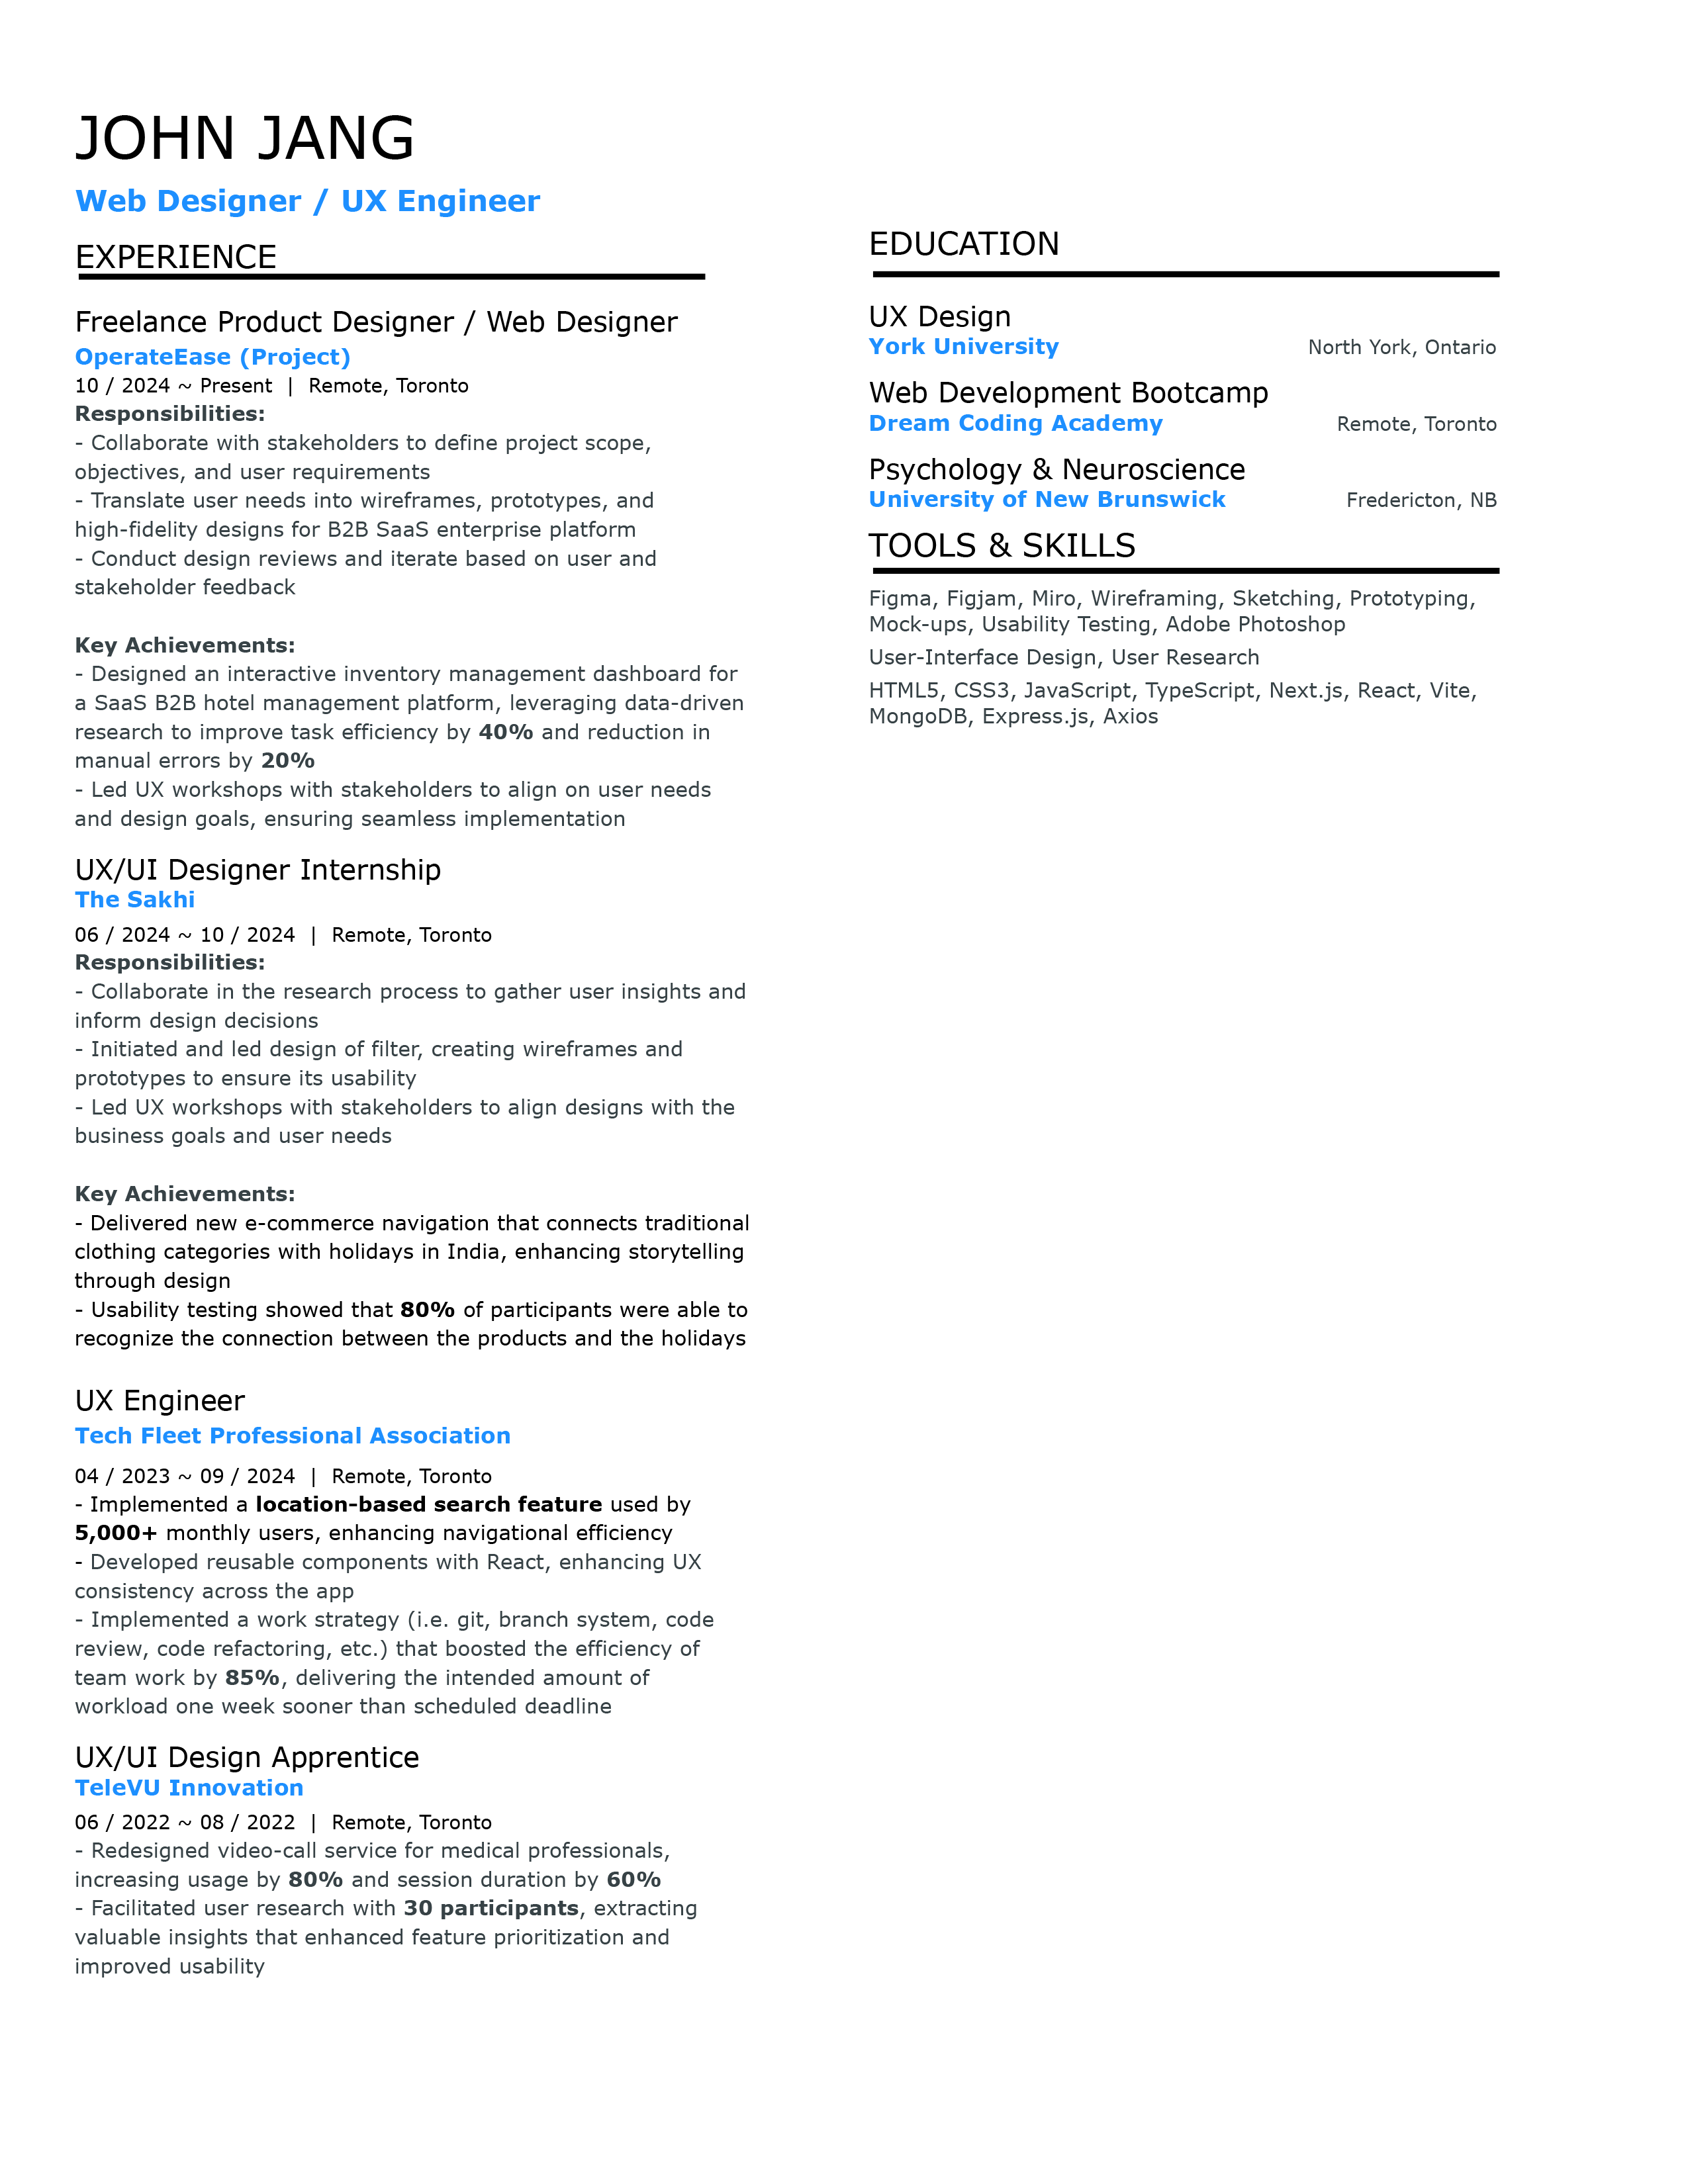 JOHN JANG
Web Designer / UX Engineer
EXPERIENCE
Freelance Product Designer / Web Designer
OperateEase (Project)
10 / 2024 ~ Present | Remote, Toronto
Responsibilities:
- Collaborate with stakeholders to define project scope,
objectives, and user requirements
- Translate user needs into wireframes, prototypes, and
high-fidelity designs for B2B SaaS enterprise platform
- Conduct design reviews and iterate based on user and
stakeholder feedback
Key Achievements:
- Designed an interactive inventory management dashboard for
a SaaS B2B hotel management platform, leveraging data-driven
research to improve task efficiency by 40% and reduction in
manual errors by 20%
- Led UX workshops with stakeholders to align on user needs
and design goals, ensuring seamless implementation
UX/UI Designer Internship
The Sakhi
06 / 2024 ~ 10 / 2024 | Remote, Toronto
Responsibilities:
- Collaborate in the research process to gather user insights and
inform design decisions
- Initiated and led design of filter, creating wireframes and
prototypes to ensure its usability
- Led UX workshops with stakeholders to align designs with the
business goals and user needs
Key Achievements:
- Delivered new e-commerce navigation that connects traditional
clothing categories with holidays in India, enhancing storytelling
through design
- Usability testing showed that 80% of participants were able to
recognize the connection between the products and the holidays
UX Engineer
Tech Fleet Professional Association
04 / 2023 ~ 09 / 2024 | Remote, Toronto
- Implemented a location-based search feature used by
5,000+ monthly users, enhancing navigational efficiency
- Developed reusable components with React, enhancing UX
consistency across the app
- Implemented a work strategy (i.e. git, branch system, code
review, code refactoring, etc.) that boosted the efficiency of
team work by 85%, delivering the intended amount of
workload one week sooner than scheduled deadline
UX/UI Design Apprentice
TeleVU Innovation
06 / 2022 ~ 08 / 2022 | Remote, Toronto
- Redesigned video-call service for medical professionals,
increasing usage by 80% and session duration by 60%
- Facilitated user research with 30 participants, extracting
valuable insights that enhanced feature prioritization and
improved usability
EDUCATION
UX Design
York University North York, Ontario
Web Development Bootcamp
Dream Coding Academy Remote, Toronto
Psychology & Neuroscience
University of New Brunswick Fredericton, NB
TOOLS & SKILLS
Figma, Figjam, Miro, Wireframing, Sketching, Prototyping,
Mock-ups, Usability Testing, Adobe Photoshop
User-Interface Design, User Research
HTML5, CSS3, JavaScript, TypeScript, Next.js, React, Vite,
MongoDB, Express.js, Axios